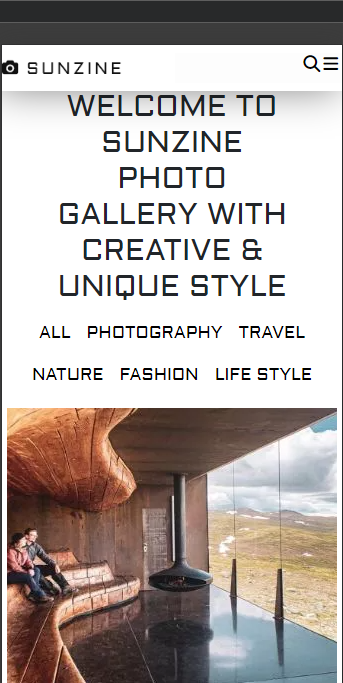 SUNZINE
WELCOME TO
SUNZINE
PHOTO
GALLERY WITH
CREATIVE &
UNIQUE STYLE
ALL PHOTOGRAPHY TRAVEL
NATURE FASHION LIFE STYLE